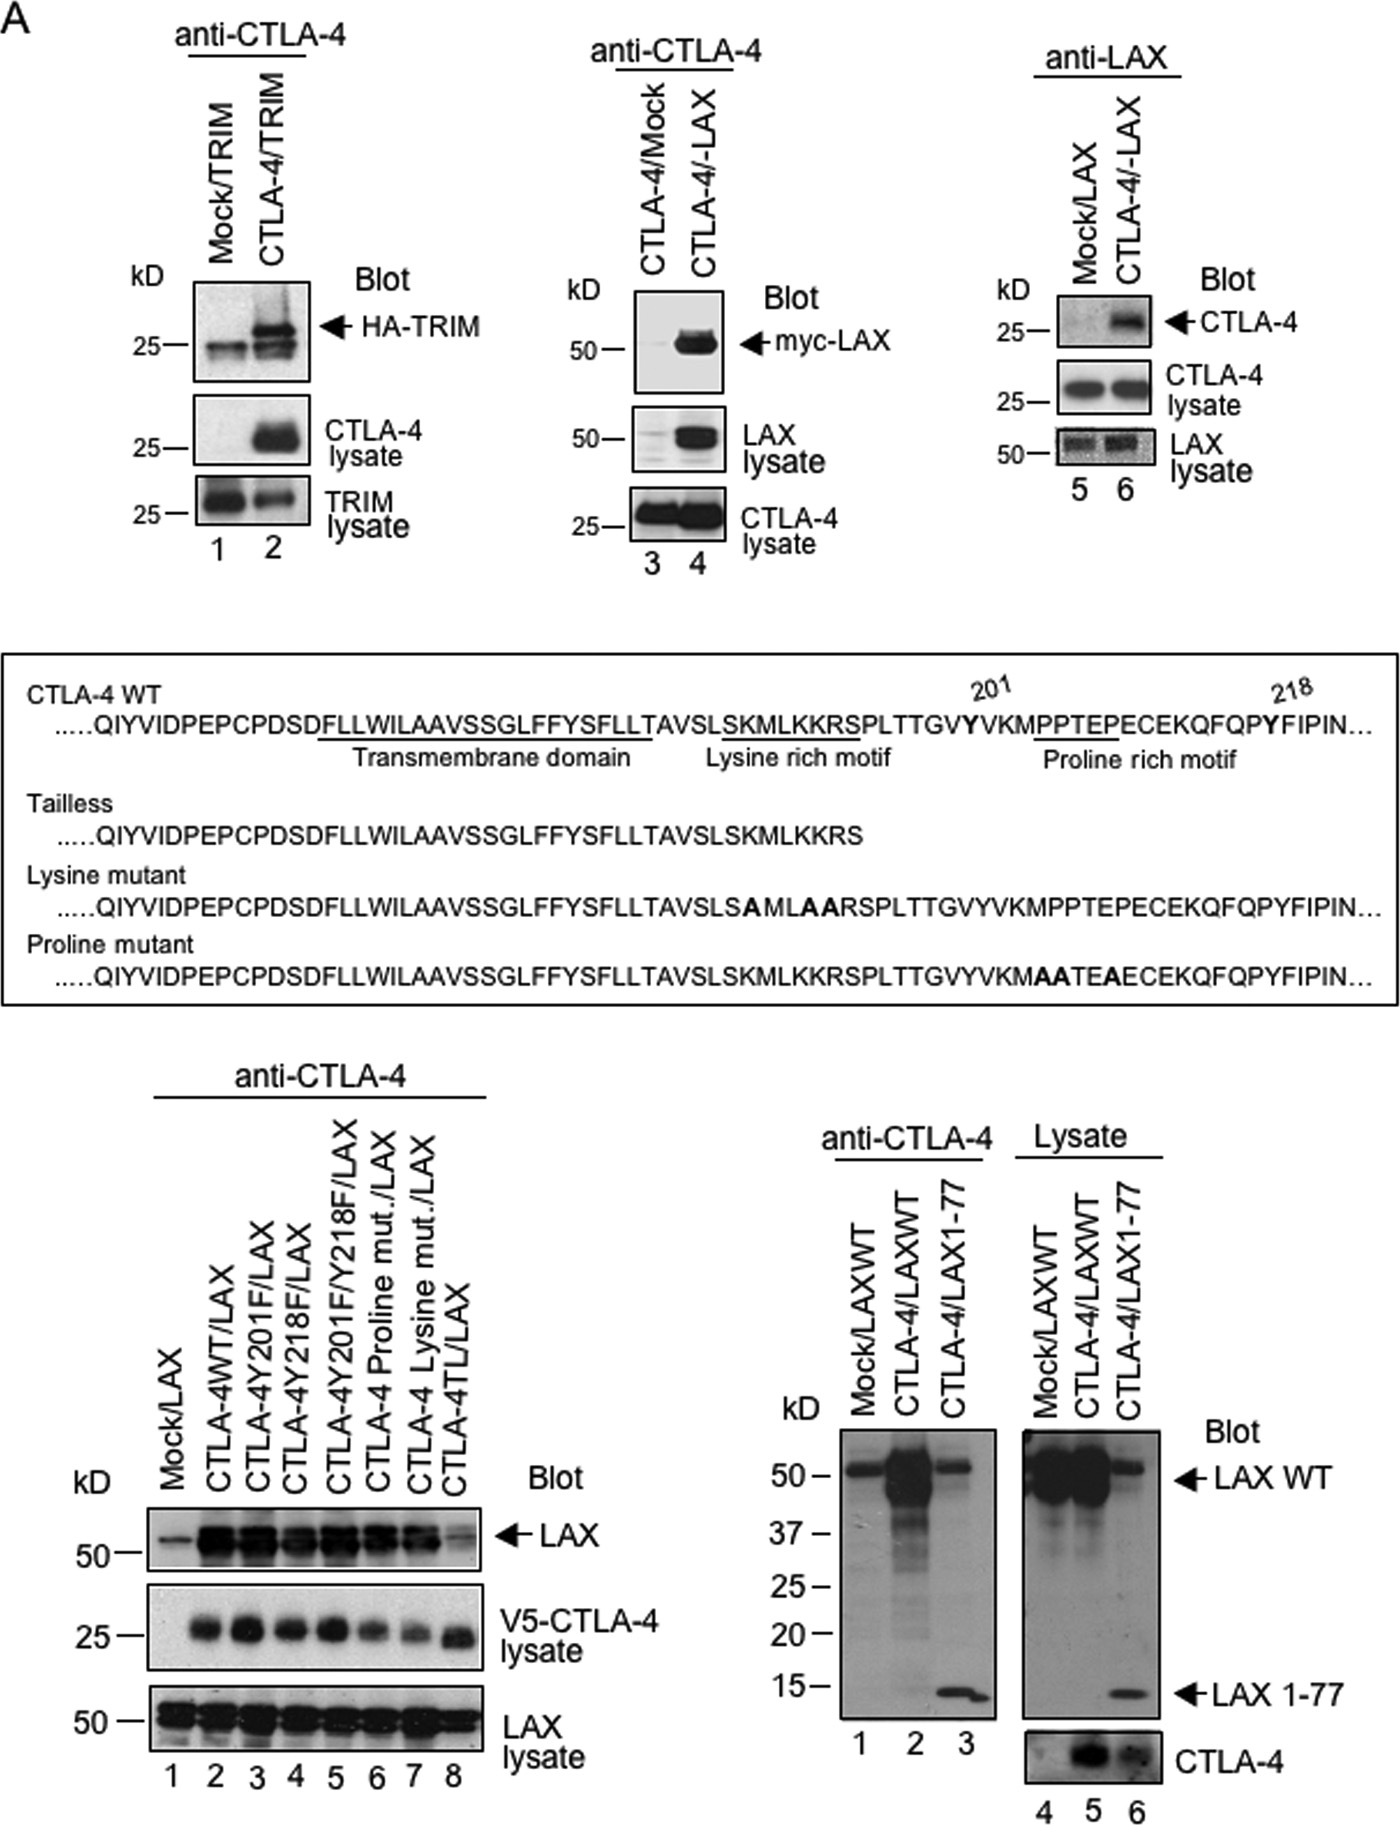 A
anti-CTLA-4
Mock/TRIM
CTLA-4/TRIM
kD
Blot
HA-TRIM
25
CTLA-4
lysate
25
TRIM
lysate
25
1 2
anti-CTLA-4
CTLA-4/Mock
CTLA-4/-LAX
kD
Blot
myc-LAX
50
50
LAX
lysate
25
CTLA-4
lysate
3 4
anti-LAX
Mock/LAX
CTLA-4/-LAX
kD
Blot
CTLA-4
25
CTLA-4
lysate
25
50
LAX
lysate
5 6
CTLA-4 WT
201 218
.....QIYVIDPEPCPDSDFLLWILAAVSSGLFFYSFLLTAVSLSKMLKKRSPLTTGVYVKMPPTEPECEKQFQPYFIPIN...
Transmembrane domain Lysine rich motif Proline rich motif
Tailless
.....QIYVIDPEPCPDSDFLLWILAAVSSGLFFYSFLLTAVSLSKMLKKRS
Lysine mutant
.....QIYVIDPEPCPDSDFLLWILAAVSSGLFFYSFLLTAVSLSAMLAARSPLTTGVYVKMPPTEPECEKQFQPYFIPIN...
Proline mutant
.....QIYVIDPEPCPDSDFLLWILAAVSSGLFFYSFLLTAVSLSKMLKKRSPLTTGVYVKMAATEAECEKQFQPYFIPIN...
anti-CTLA-4
Mock/LAX
CTLA-4WT/LAX
CTLA-4Y201F/LAX
CTLA-4Y218F/LAX
CTLA-4Y201F/Y218F/LAX
CTLA-4 Proline mut./LAX
CTLA-4 Lysine mut./LAX
CTLA-4TL/LAX
kD
Blot
50
LAX
25
V5-CTLA-4
lysate
50
LAX
lysate
1 2 3 4 5 6 7 8
anti-CTLA-4
Lysate
Mock/LAXWT
CTLA-4/LAXWT
CTLA-4/LAX1-77
Mock/LAXWT
CTLA-4/LAXWT
CTLA-4/LAX1-77
kD
Blot
50
LAX WT
37
25
20
15
LAX 1-77
1 2 3
CTLA-4
4 5 6